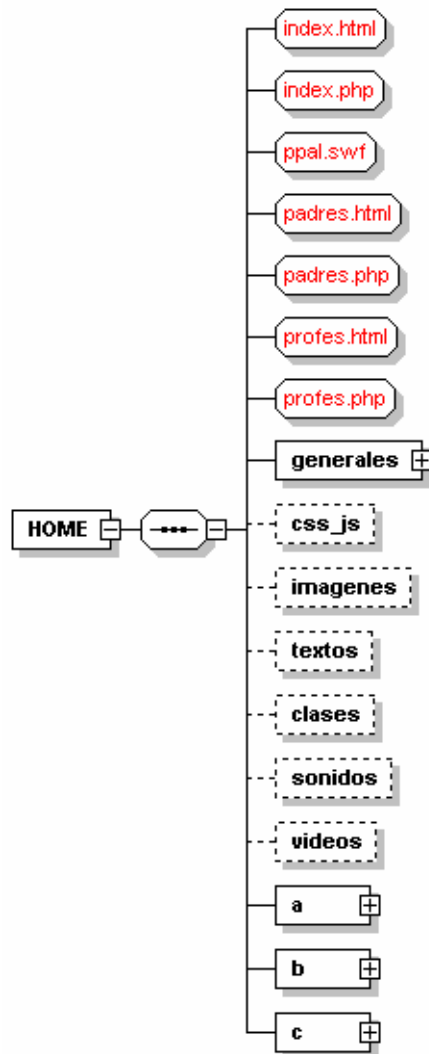 index.html
index.php
ppal.swf
padres.html
padres.php
profes.html
profes.php
generales
HOME
css_js
imagenes
textos
clases
sonidos
videos
a
b
c